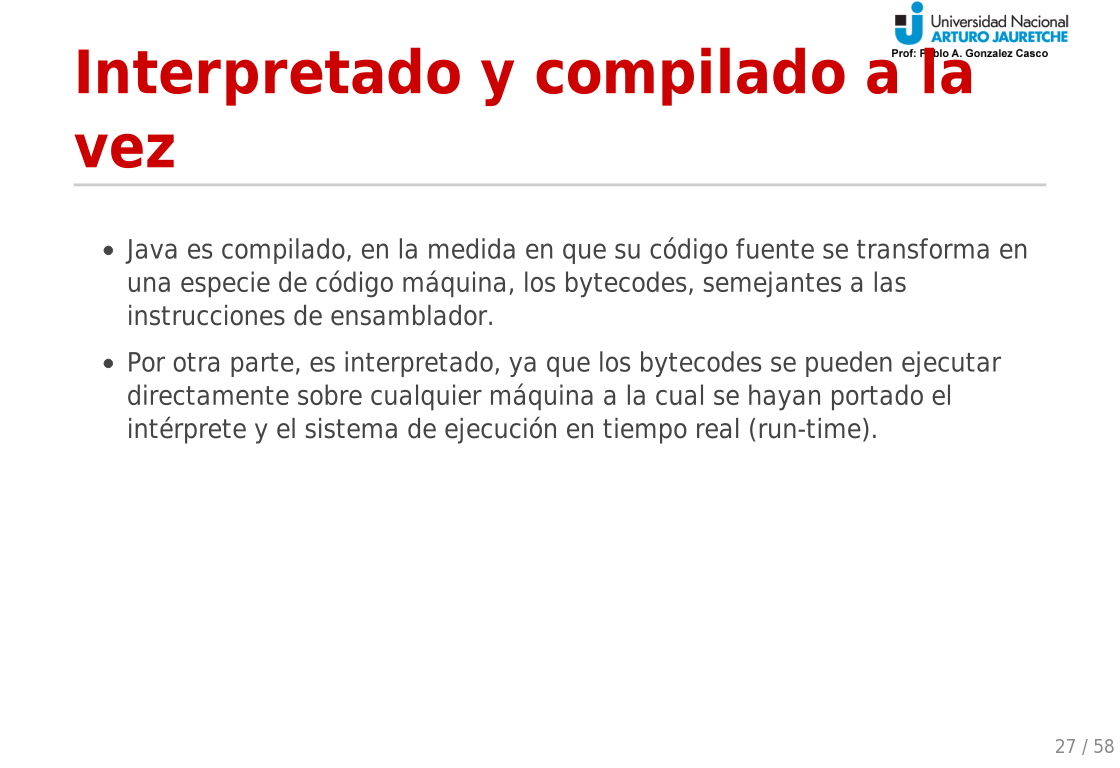 Universidad Nacional
ARTURO JAURETCHE
Prof: Pablo A. Gonzalez Casco
Interpretado y compilado a la
vez
• Java es compilado, en la medida en que su código fuente se transforma en
una especie de código máquina, los bytecodes, semejantes a las
instrucciones de ensamblador.
• Por otra parte, es interpretado, ya que los bytecodes se pueden ejecutar
directamente sobre cualquier máquina a la cual se hayan portado el
intérprete y el sistema de ejecución en tiempo real (run-time).
27 / 58